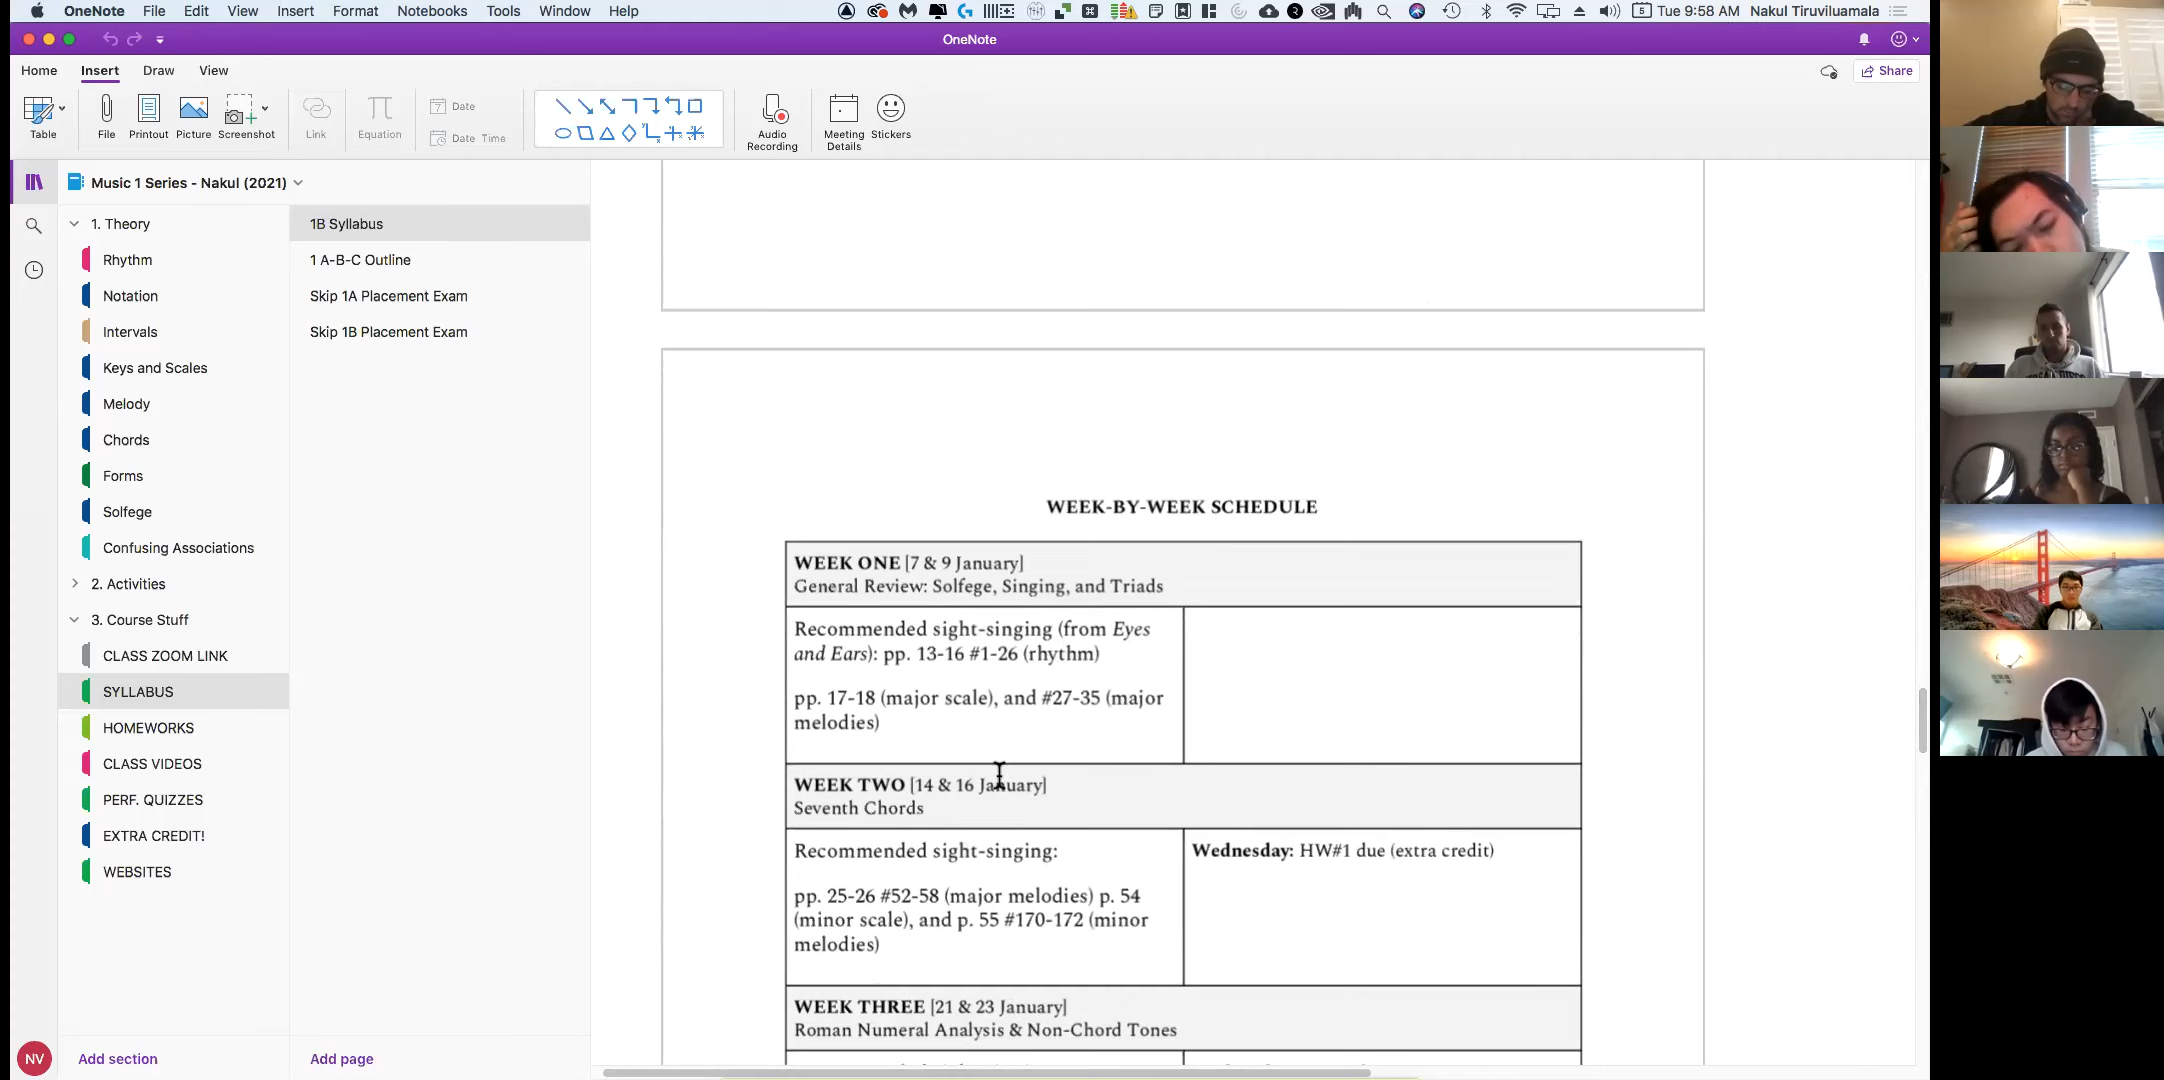 OneNote File Edit View Insert Format Notebooks Tools Window Help
Tue 9:58 AM Nakul Tiruviluamala
OneNote
Home Insert Draw View
Share
Table
File
Printout
Picture
Screenshot
Link
Equation
Date
Date Time
Audio Recording
Meeting Details
Stickers
Music 1 Series - Nakul (2021)
1. Theory
Rhythm
Notation
Intervals
Keys and Scales
Melody
Chords
Forms
Solfege
Confusing Associations
2. Activities
3. Course Stuff
CLASS ZOOM LINK
SYLLABUS
HOMEWORKS
CLASS VIDEOS
PERF. QUIZZES
EXTRA CREDIT!
WEBSITES
NV
Add section
1B Syllabus
1 A-B-C Outline
Skip 1A Placement Exam
Skip 1B Placement Exam
Add page
WEEK-BY-WEEK SCHEDULE
WEEK ONE [7 & 9 January]
General Review: Solfege, Singing, and Triads
Recommended sight-singing (from Eyes
and Ears): pp. 13-16 #1-26 (rhythm)
pp. 17-18 (major scale), and #27-35 (major
melodies)
WEEK TWO [14 & 16 January]
Seventh Chords
Recommended sight-singing:
pp. 25-26 #52-58 (major melodies) p. 54
(minor scale), and p. 55 #170-172 (minor
melodies)
Wednesday: HW#1 due (extra credit)
WEEK THREE [21 & 23 January]
Roman Numeral Analysis & Non-Chord Tones